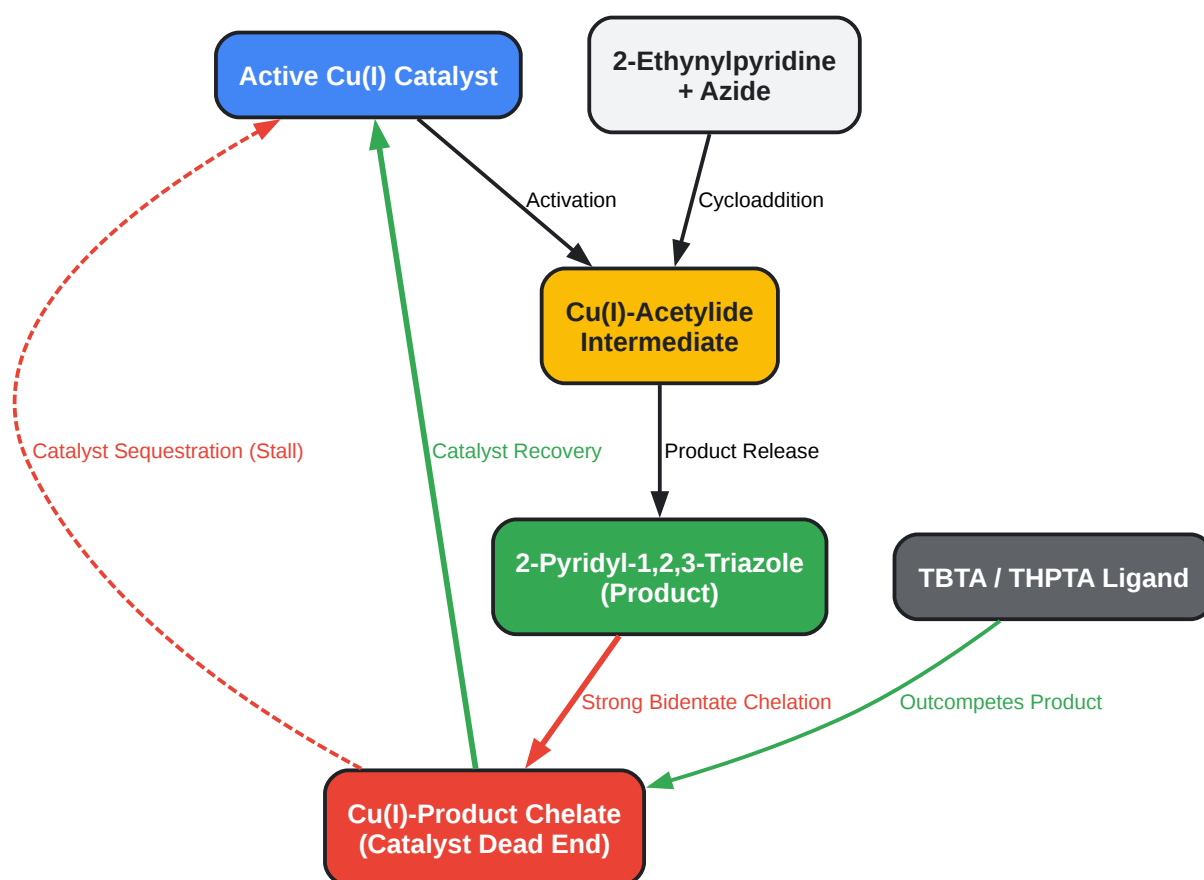 Active Cu(I) Catalyst
2-Ethynylpyridine
+ Azide
Activation
Cycloaddition
Cu(I)-Acetylide
Intermediate
Catalyst Sequestration (Stall)
Catalyst Recovery
Product Release
2-Pyridyl-1,2,3-Triazole
(Product)
TBTA / THPTA Ligand
Strong Bidentate Chelation
Outcompetes Product
Cu(I)-Product Chelate
(Catalyst Dead End)